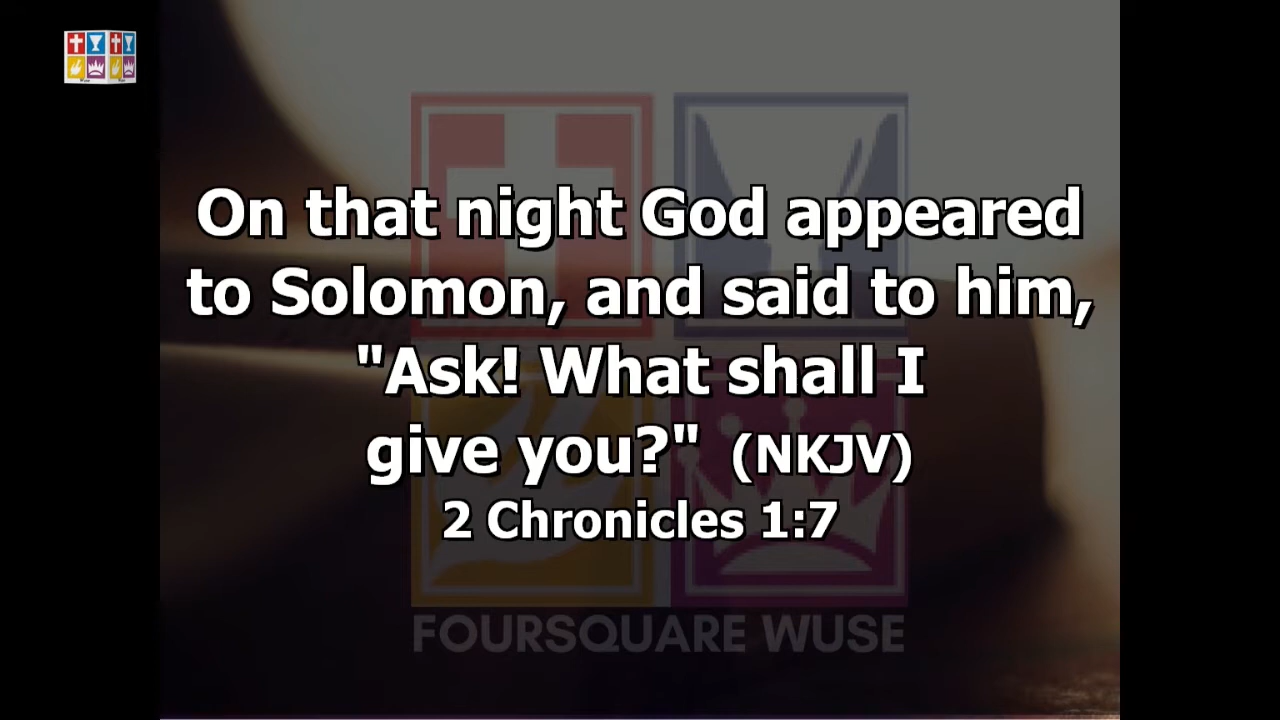 On that night God appeared
to Solomon, and said to him,
"Ask! What shall I
give you?" (NKJV)
2 Chronicles 1:7
FOURSQUARE WUSE